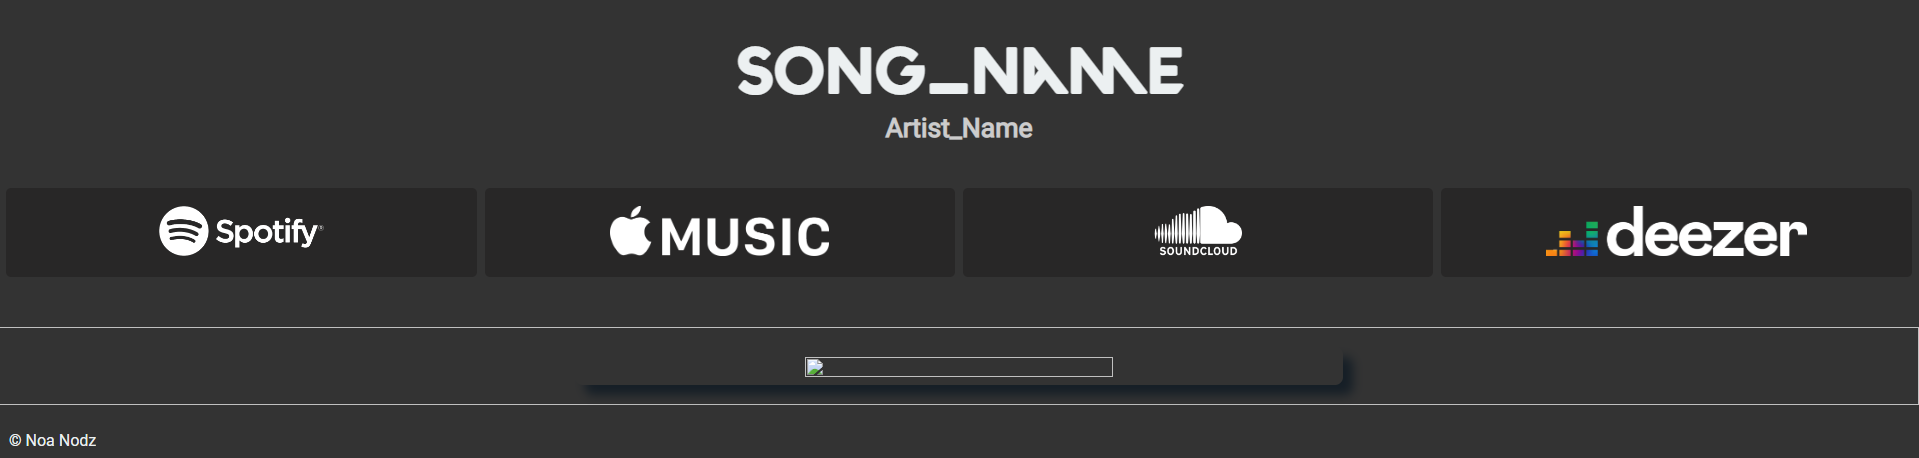 SONG_NAME
Artist_Name
Spotify®
MUSIC
SOUNDCLOUD
deezer
© Noa Nodz